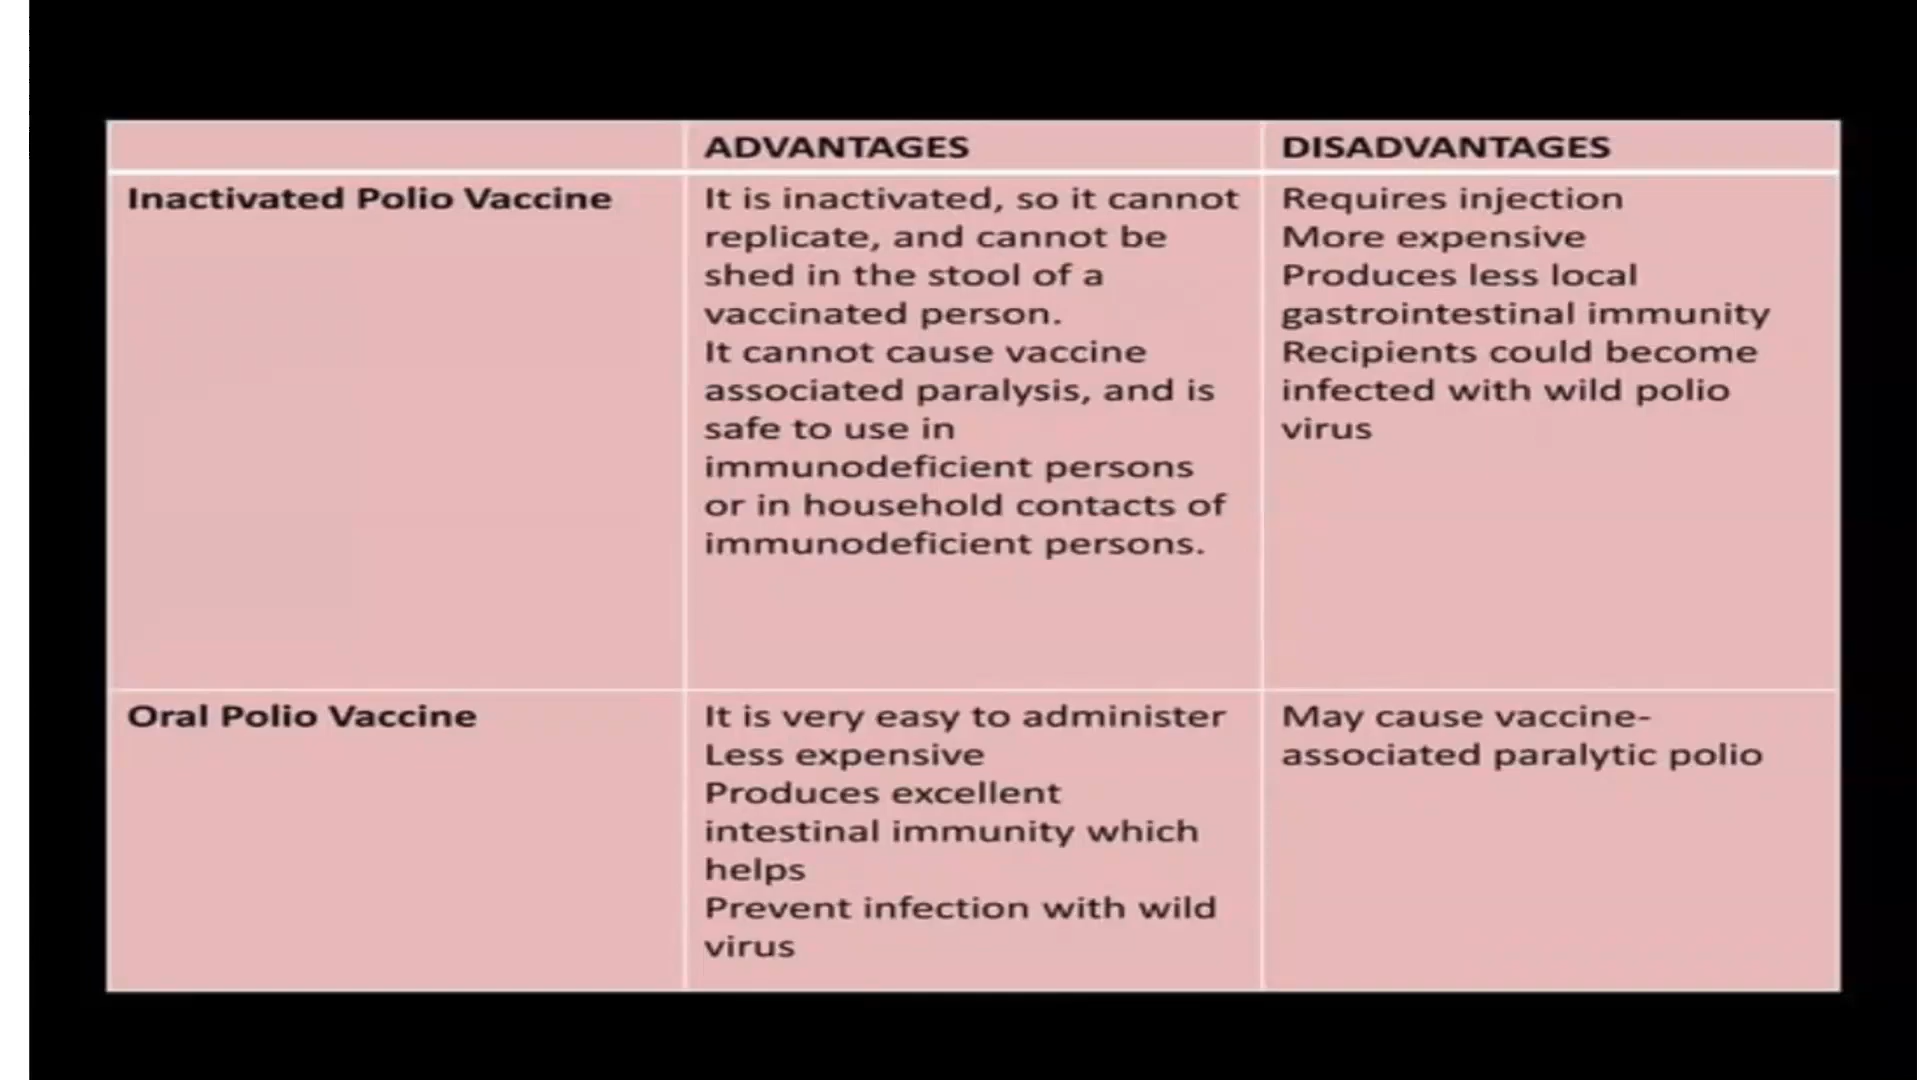 ADVANTAGES
DISADVANTAGES
Inactivated Polio Vaccine
It is inactivated, so it cannot
replicate, and cannot be
shed in the stool of a
vaccinated person.
It cannot cause vaccine
associated paralysis, and is
safe to use in
immunodeficient persons
or in household contacts of
immunodeficient persons.
Requires injection
More expensive
Produces less local
gastrointestinal immunity
Recipients could become
infected with wild polio
virus
Oral Polio Vaccine
It is very easy to administer
Less expensive
Produces excellent
intestinal immunity which
helps
Prevent infection with wild
virus
May cause vaccine-
associated paralytic polio